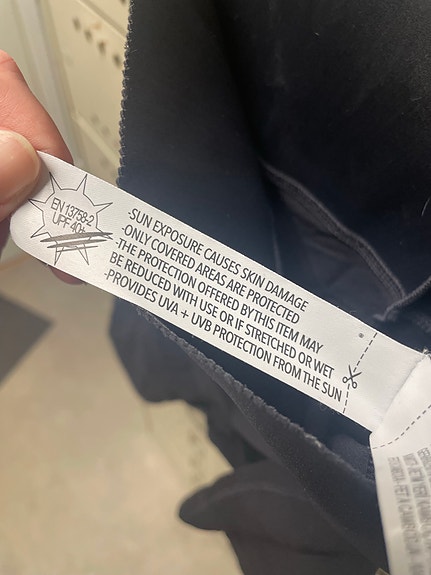 EN 13758-2
UPF 40+
-SUN EXPOSURE CAUSES SKIN DAMAGE
-ONLY COVERED AREAS ARE PROTECTED
-THE PROTECTION OFFERED BY THIS ITEM MAY
BE REDUCED WITH USE OR IF STRETCHED OR WET
-PROVIDES UVA + UVB PROTECTION FROM THE SUN